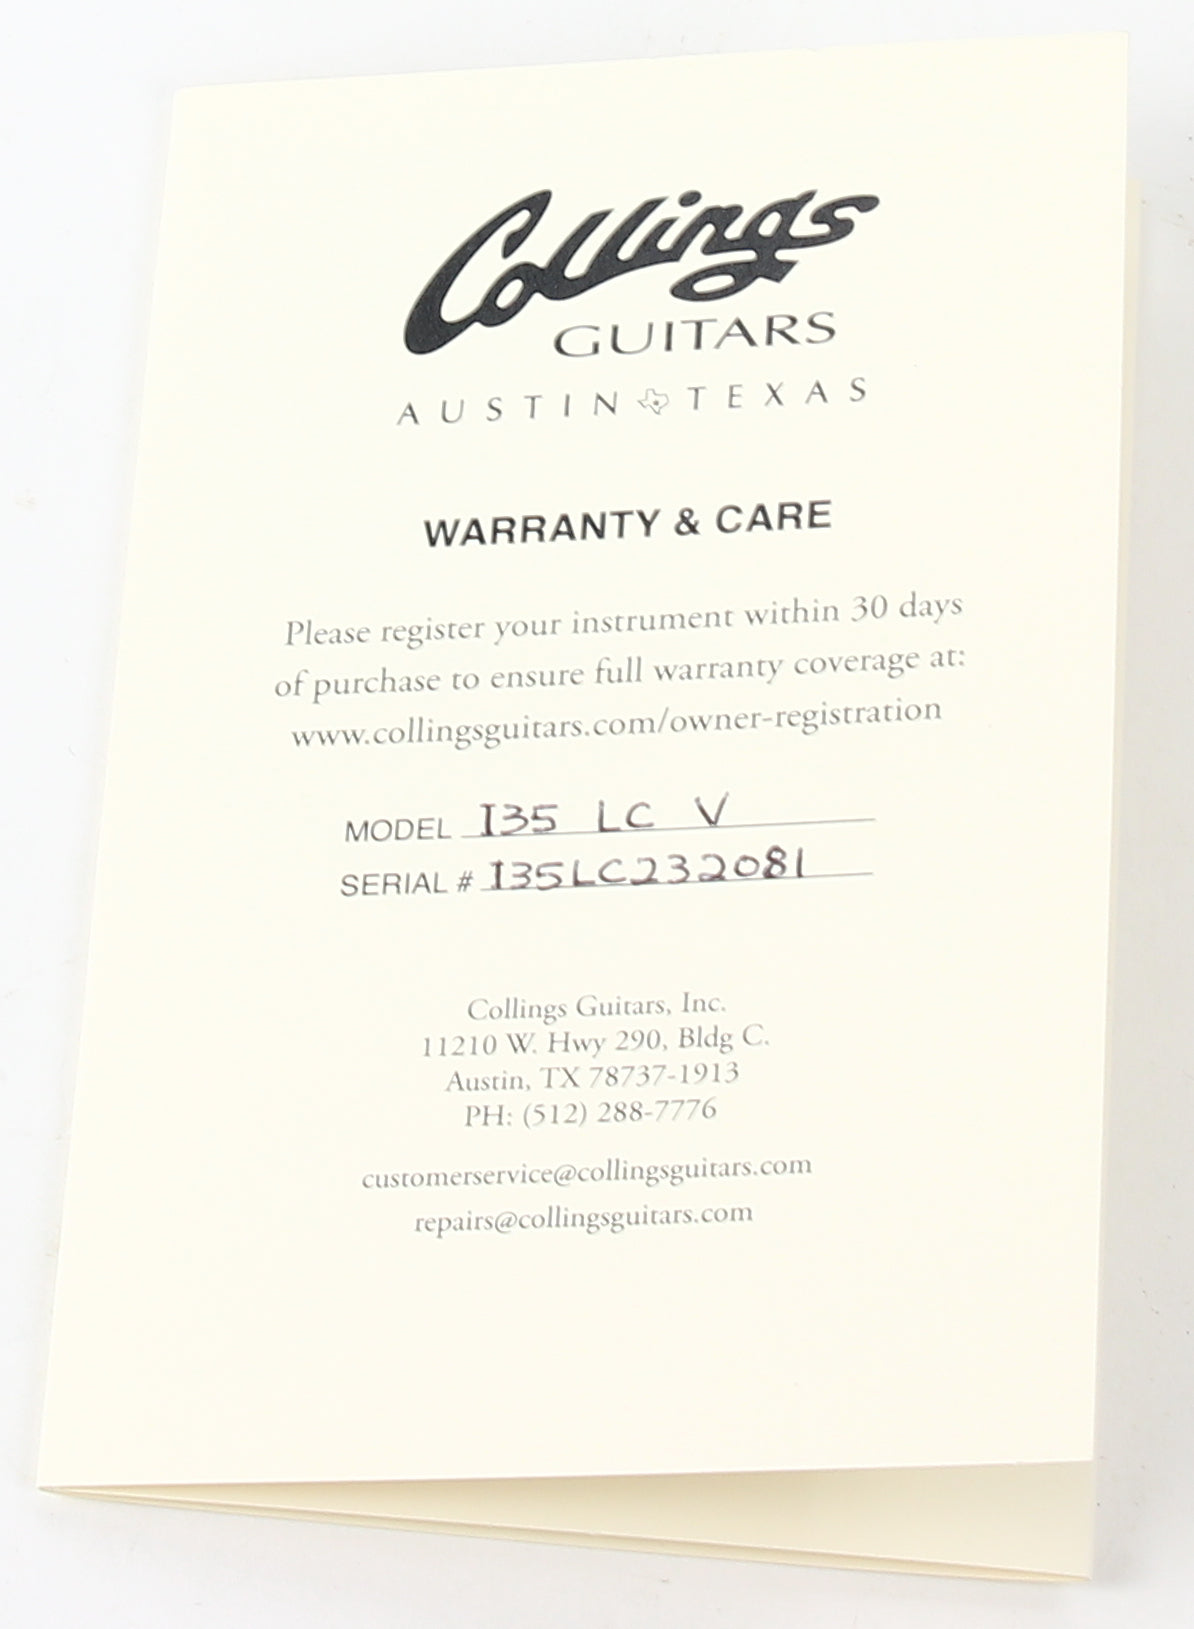 Collings
GUITARS
AUSTIN TEXAS
WARRANTY & CARE
Please register your instrument within 30 days
of purchase to ensure full warranty coverage at:
www.collingsguitars.com/owner-registration
MODEL I35 LC V
SERIAL # I35LC232081
Collings Guitars, Inc.
11210 W. Hwy 290, Bldg C.
Austin, TX 78737-1913
PH: (512) 288-7776
customerservice@collingsguitars.com
repairs@collingsguitars.com